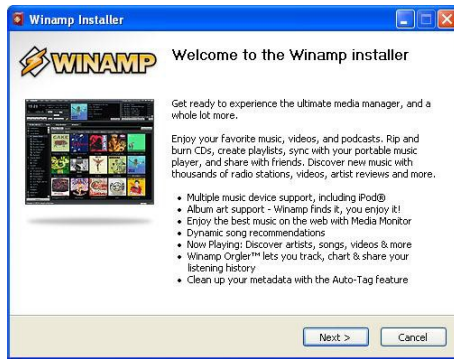 Winamp Installer
WINAMP
Welcome to the Winamp installer
Get ready to experience the ultimate media manager, and a
whole lot more.
Enjoy your favorite music, videos, and podcasts. Rip and
burn CDs, create playlists, sync with your portable music
player, and share with friends. Discover new music with
thousands of radio stations, videos, artist reviews and more.
• Multiple music device support, including iPod®
• Album art support - Winamp finds it, you enjoy it!
• Enjoy the best music on the web with Media Monitor
• Dynamic song recommendations
• Now Playing: Discover artists, songs, videos & more
• Winamp Orgler™ lets you track, chart & share your
listening history
• Clean up your metadata with the Auto-Tag feature
Next >
Cancel